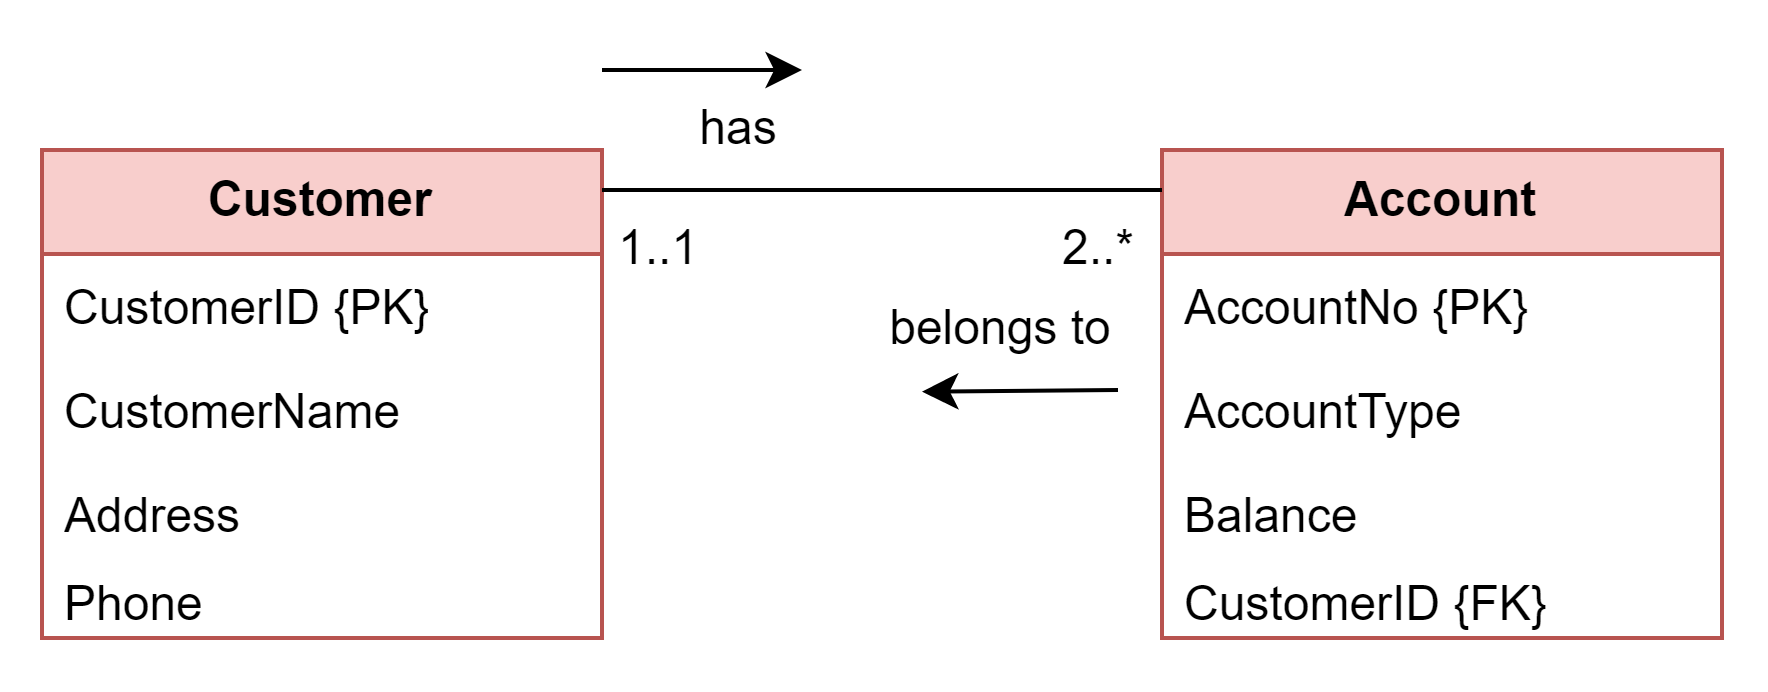 has
Customer
1..1
CustomerID {PK}
CustomerName
Address
Phone
2..*
belongs to
Account
AccountNo {PK}
AccountType
Balance
CustomerID {FK}